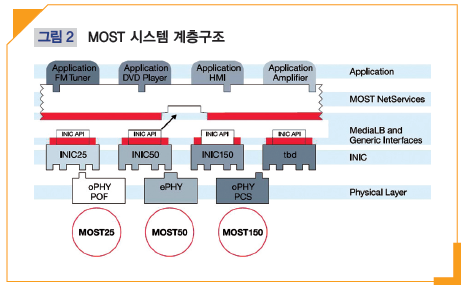 그림 2 MOST 시스템 계층구조
Application
FM Tuner
Application
DVD Player
Application
HMI
Application
Amplifier
Application
MOST NetServices
MediaLB and
Generic Interfaces
INIC API
INIC API
INIC API
INIC API
INIC25
INIC50
INIC150
tbd
INIC
oPHY
POF
ePHY
oPHY
PCS
Physical Layer
MOST25
MOST50
MOST150